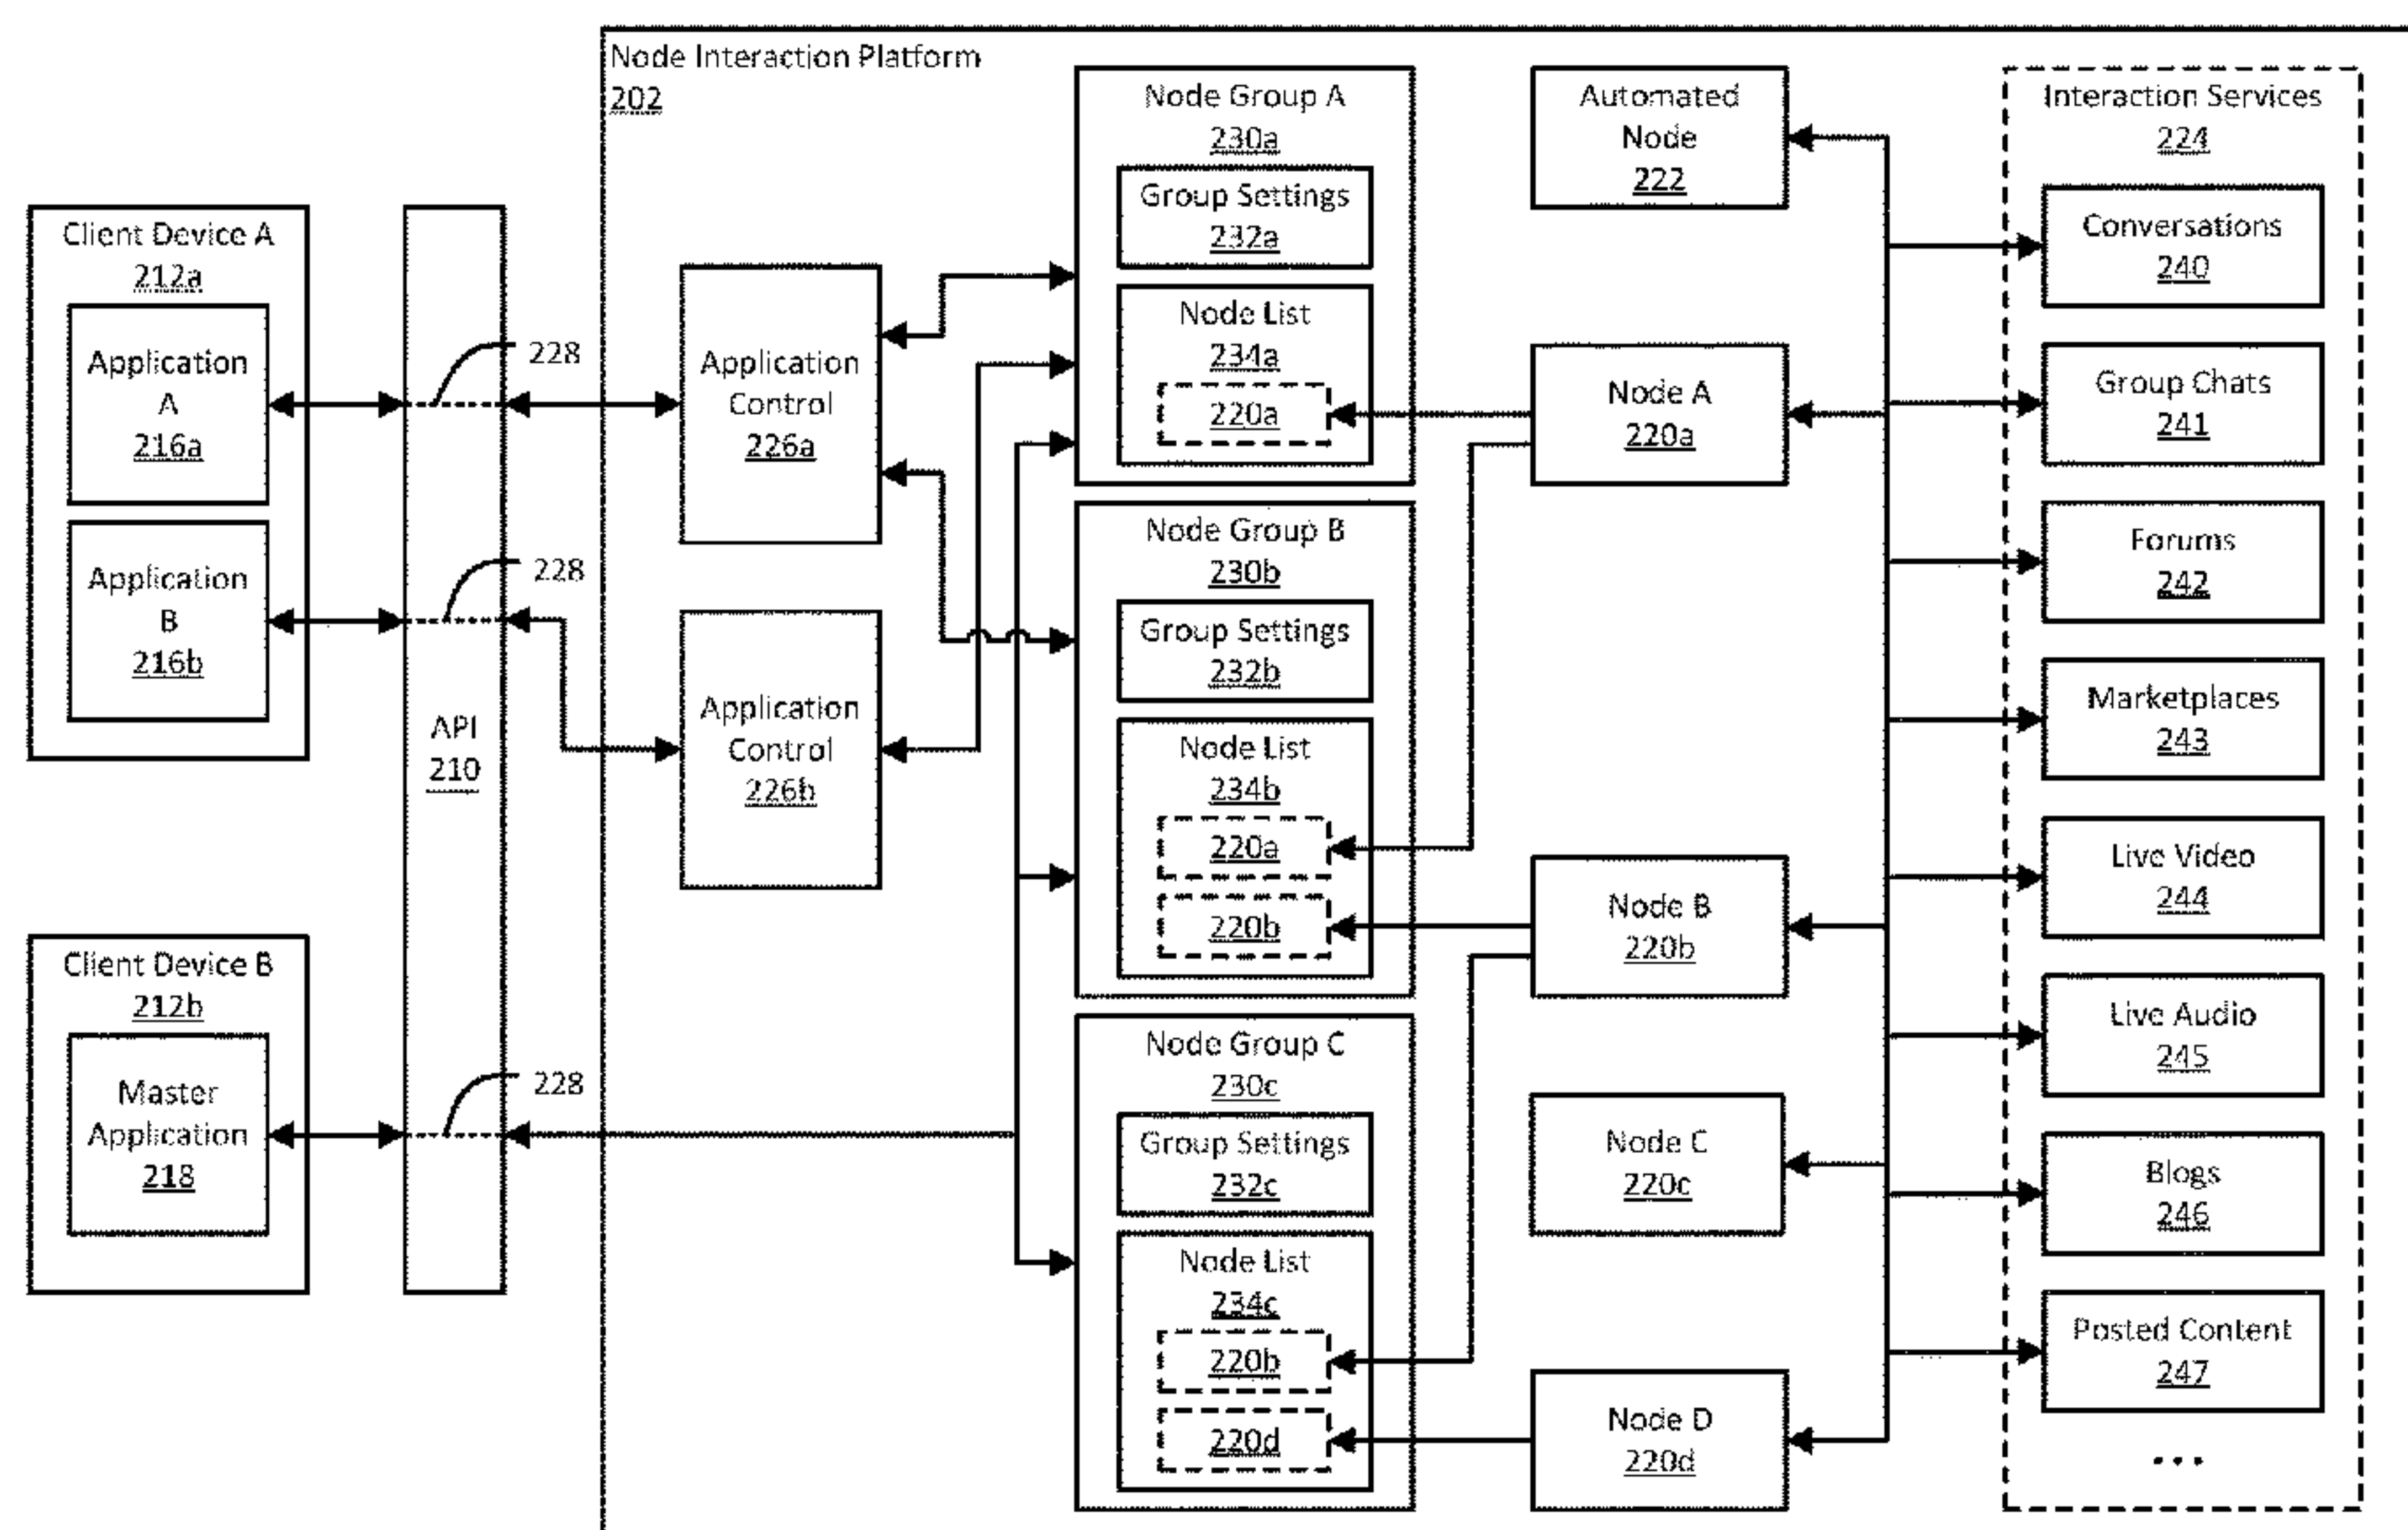 Node Interaction Platform
202
Client Device A
212a
Application
A
216a
Application
B
216b
Client Device B
212b
Master
Application
218
API
210
228
228
228
Application
Control
226a
Application
Control
226b
Node Group A
230a
Group Settings
232a
Node List
234a
220a
Node Group B
230b
Group Settings
232b
Node List
234b
220a
220b
Node Group C
230c
Group Settings
232c
Node List
234c
220b
220d
Automated
Node
222
Node A
220a
Node B
220b
Node C
220c
Node D
220d
Interaction Services
224
Conversations
240
Group Chats
241
Forums
242
Marketplaces
243
Live Video
244
Live Audio
245
Blogs
246
Posted Content
247
...